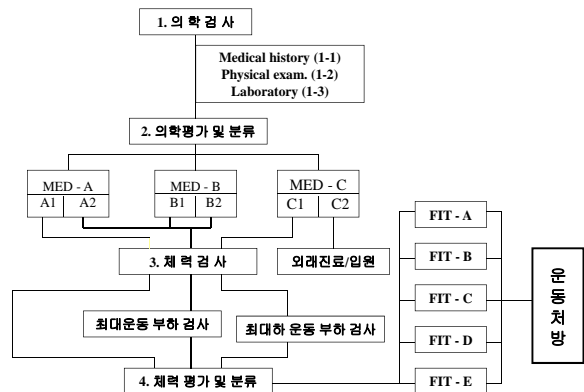 1. 의 학 검 사
Medical history (1-1)
Physical exam. (1-2)
Laboratory (1-3)
2. 의학평가 및 분류
MED - A
A1 A2
MED - B
B1 B2
MED - C
C1 C2
3. 체 력 검 사
외래진료/입원
최대운동 부하 검사
최대하 운동 부하 검사
4. 체력 평가 및 분류
FIT - A
FIT - B
FIT - C
FIT - D
FIT - E
운
동
처
방